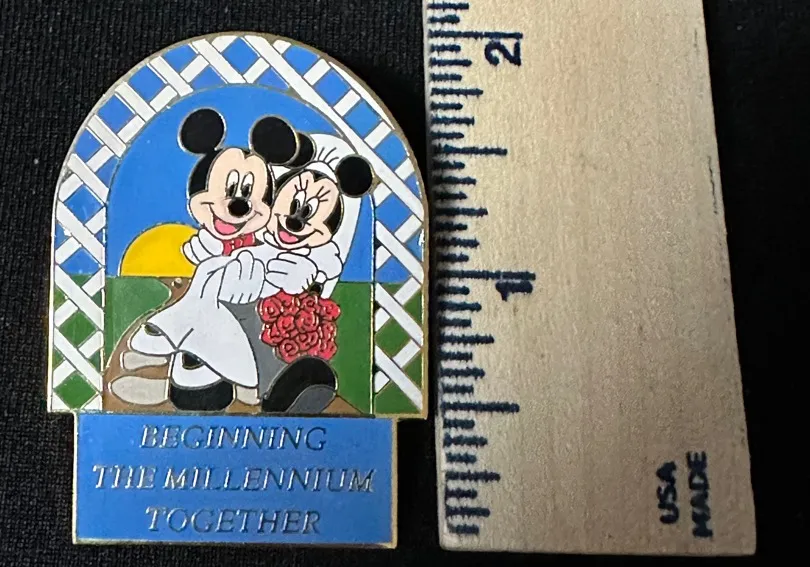 BEGINNING
THE MILLENNIUM
TOGETHER
2
1
USA
MADE